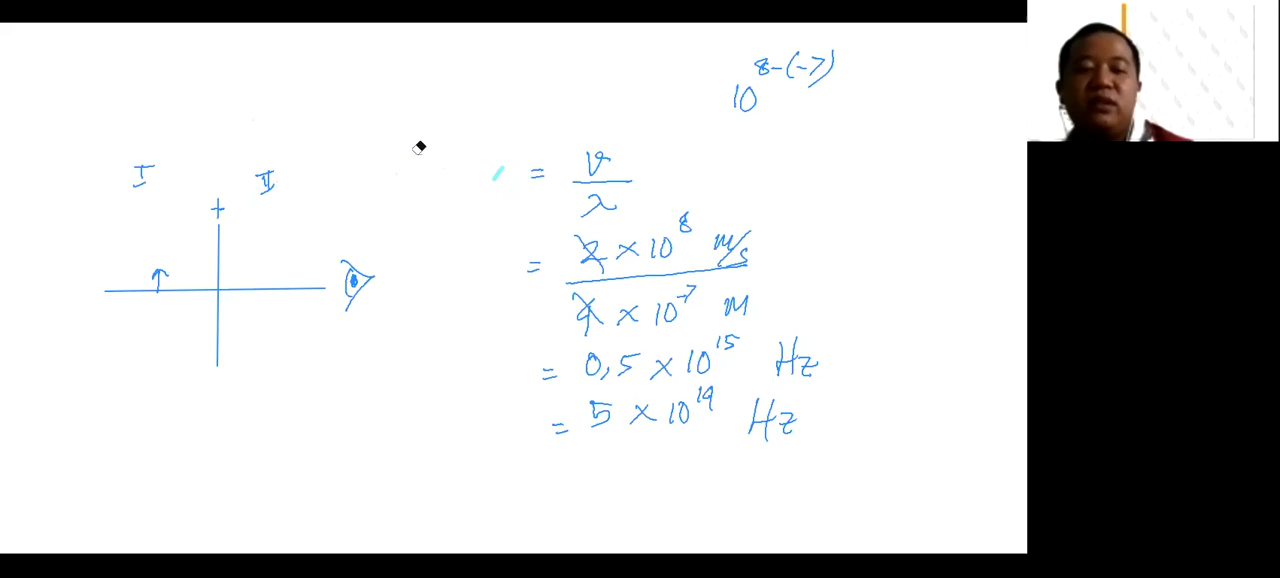 10^{8-(-7)}
I II
+
= v/λ
= 2 × 10^8 m/s / 4 × 10^{-7} m
= 0,5 × 10^{15} Hz
= 5 × 10^{14} Hz